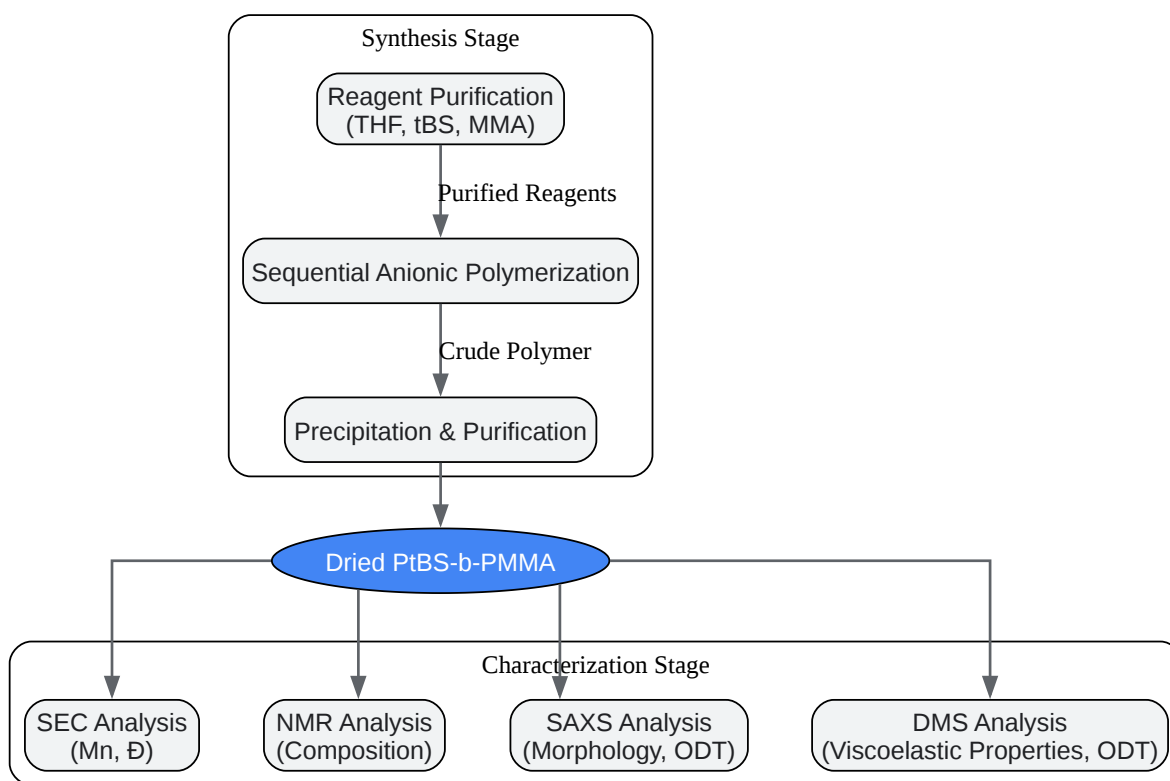 Synthesis Stage
Reagent Purification
(THF, tBS, MMA)
Purified Reagents
Sequential Anionic Polymerization
Crude Polymer
Precipitation & Purification
Dried PtBS-b-PMMA
Characterization Stage
SEC Analysis
(Mn, Đ)
NMR Analysis
(Composition)
SAXS Analysis
(Morphology, ODT)
DMS Analysis
(Viscoelastic Properties, ODT)